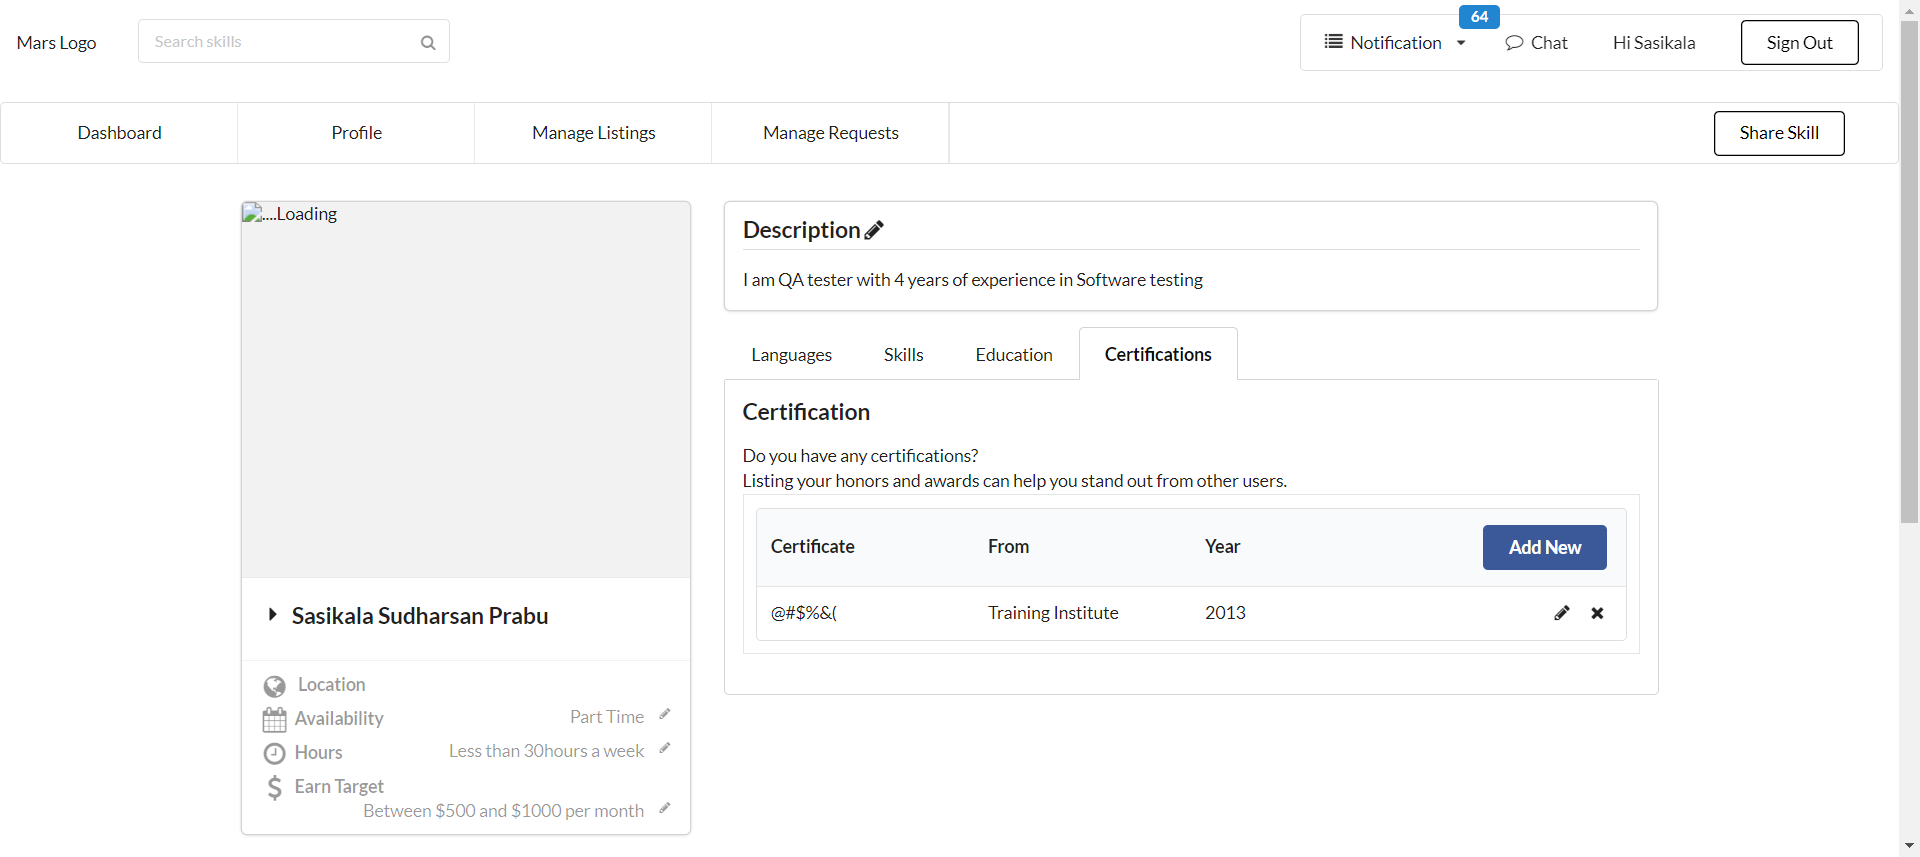 Mars Logo
Search skills
64
Notification
Chat
Hi Sasikala
Sign Out
Dashboard
Profile
Manage Listings
Manage Requests
Share Skill
....Loading
Sasikala Sudharsan Prabu
Location
Availability
Part Time
Hours
Less than 30hours a week
Earn Target
Between $500 and $1000 per month
Description
I am QA tester with 4 years of experience in Software testing
Languages
Skills
Education
Certifications
Certification
Do you have any certifications?
Listing your honors and awards can help you stand out from other users.
Certificate
From
Year
Add New
@#$%&(
Training Institute
2013